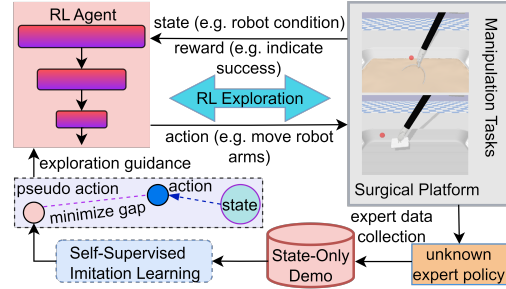 RL Agent
state (e.g. robot condition)
reward (e.g. indicate
success)
RL Exploration
action (e.g. move robot
arms)
Manipulation Tasks
Surgical Platform
exploration guidance
pseudo action
action
minimize gap
state
expert data
collection
Self-Supervised
Imitation Learning
State-Only
Demo
unknown
expert policy